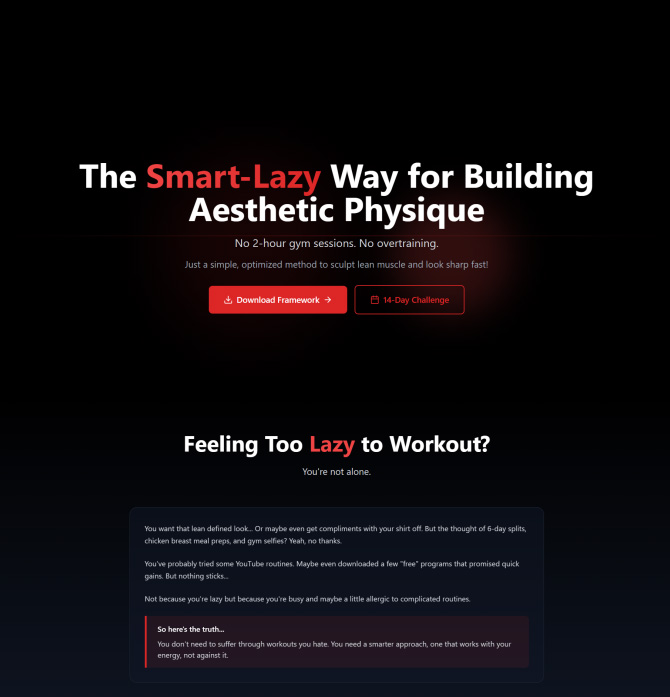 The Smart-Lazy Way for Building
Aesthetic Physique
No 2-hour gym sessions. No overtraining.
Just a simple, optimized method to sculpt lean muscle and look sharp fast!
Download Framework → 14-Day Challenge
Feeling Too Lazy to Workout?
You're not alone.
You want that lean defined look... Or maybe even get compliments with your shirt off. But the thought of 6-day splits,
chicken breast meal preps, and gym selfies? Yeah, no thanks.
You've probably tried some YouTube routines. Maybe even downloaded a few "free" programs that promised quick
gains. But nothing sticks...
Not because you're lazy but because you're busy and maybe a little allergic to complicated routines.
So here's the truth...
You don't need to suffer through workouts you hate. You need a smarter approach, one that works with your
energy, not against it.